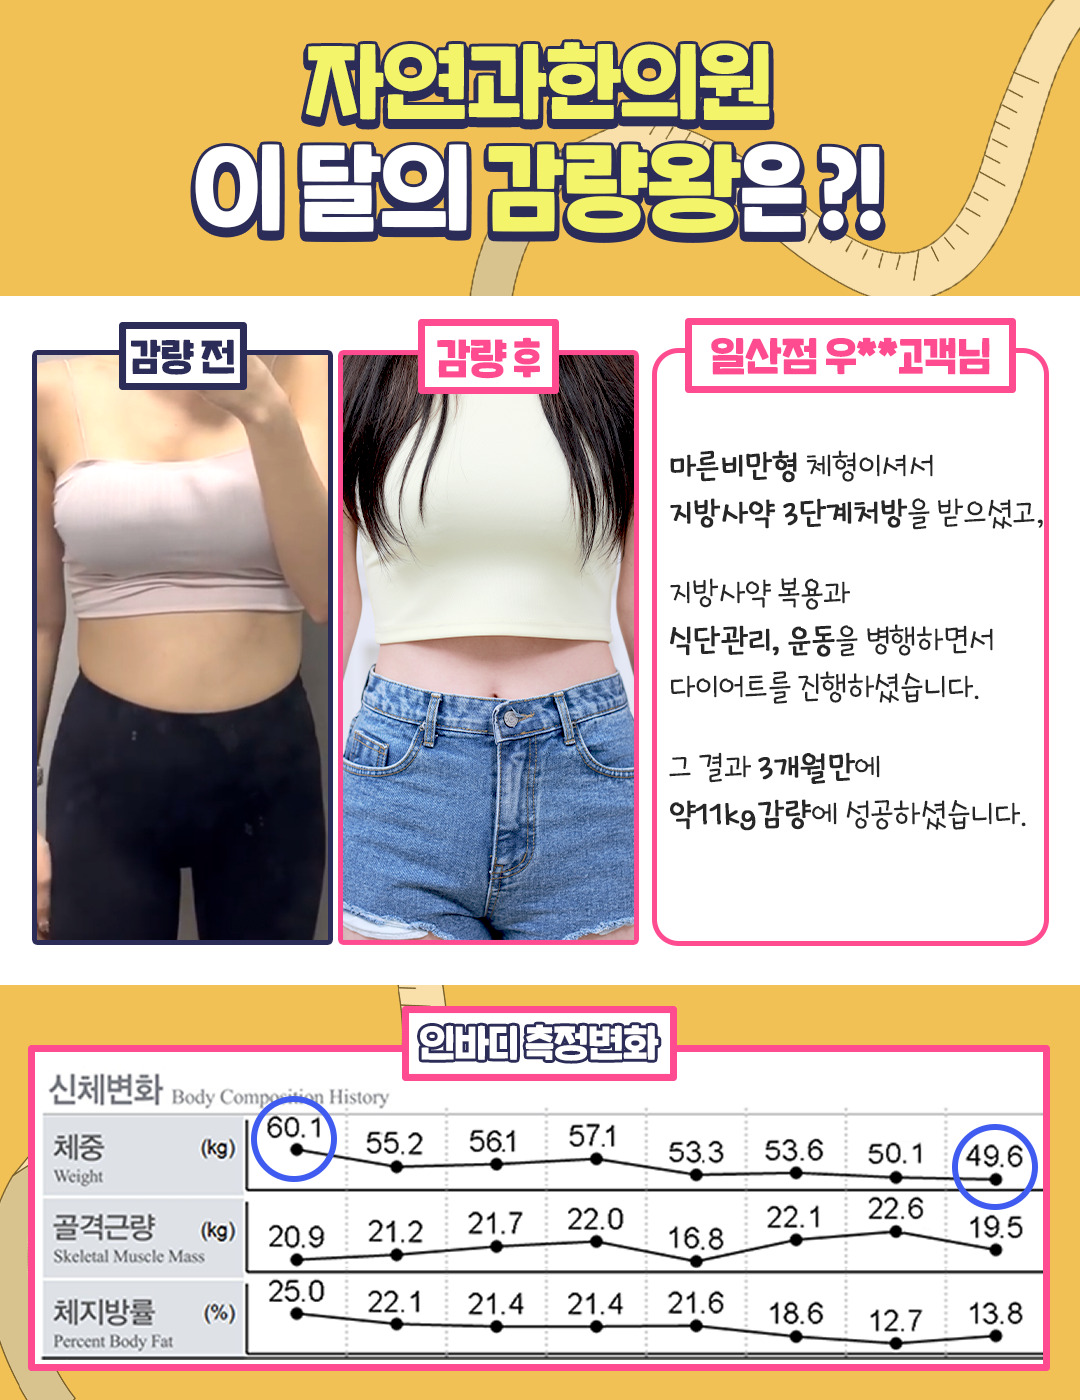 자연과한의원
이 달의 감량왕은?!
감량 전
감량 후
일산점 우**고객님
마른비만형 체형이셔서
지방사약 3단계처방을 받으셨고,
지방사약 복용과
식단관리, 운동을 병행하면서
다이어트를 진행하셨습니다.
그 결과 3개월만에
약11kg감량에 성공하셨습니다.
인바디 측정변화
신체변화 Body Composition History
체중 (kg) 60.1 55.2 56.1 57.1 53.3 53.6 50.1 49.6
Weight
골격근량 (kg) 20.9 21.2 21.7 22.0 16.8 22.1 22.6 19.5
Skeletal Muscle Mass
체지방률 (%) 25.0 22.1 21.4 21.4 21.6 18.6 12.7 13.8
Percent Body Fat